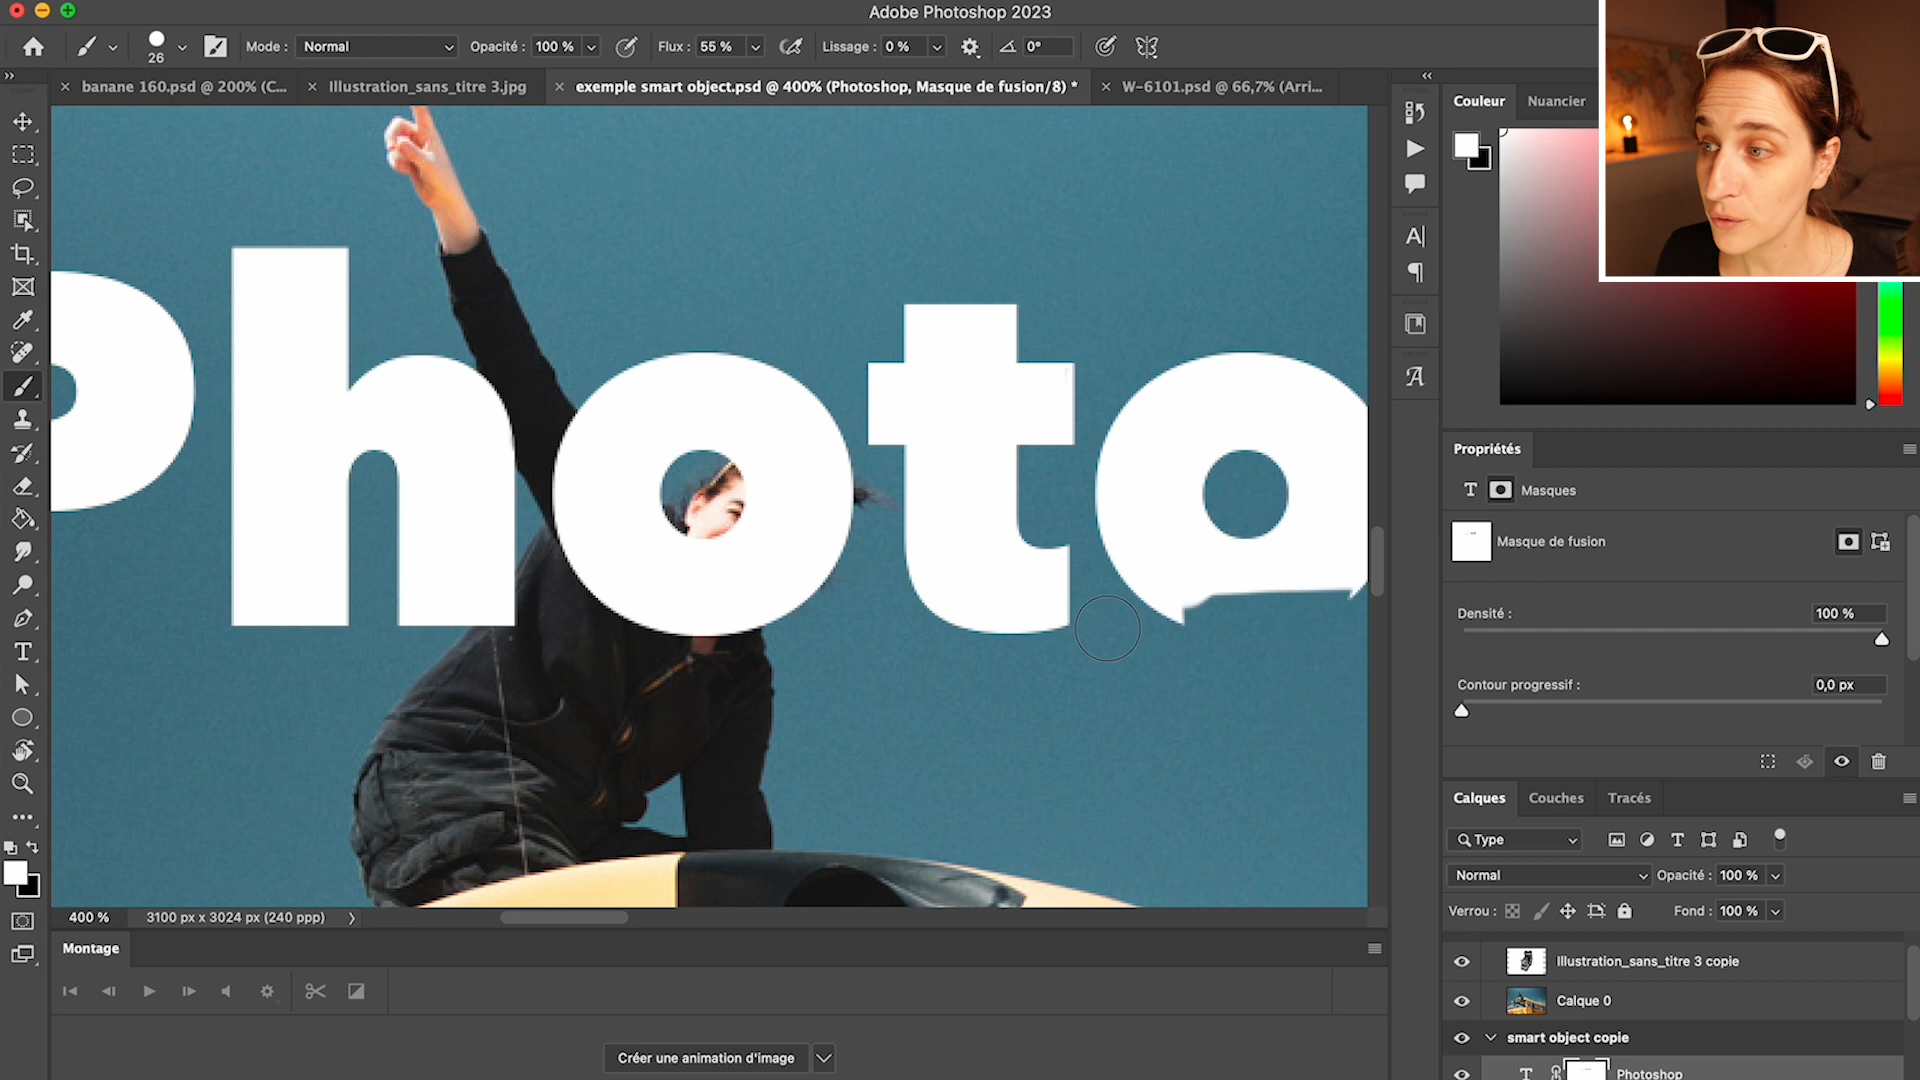 Adobe Photoshop 2023
26
Mode : Normal
Opacité : 100 %
Flux : 55 %
Lissage : 0 %
0°
banane 160.psd @ 200% (C...
Illustration_sans_titre 3.jpg
exemple smart object.psd @ 400% (Photoshop, Masque de fusion/8) *
W-6101.psd @ 66,7% (Arri...
Couleur
Nuancier
Photo
Propriétés
Masques
Masque de fusion
Densité :
100 %
Contour progressif :
0,0 px
Calques
Couches
Tracés
Type
Normal
Opacité : 100 %
Verrou :
Fond : 100 %
Illustration_sans_titre 3 copie
Calque 0
smart object copie
Photoshop
400 %
3100 px x 3024 px (240 ppp)
Montage
Créer une animation d'image